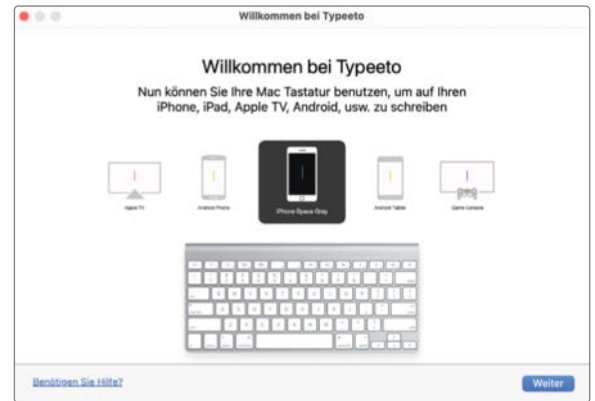 Willkommen bei Typeeto
Willkommen bei Typeeto
Nun können Sie Ihre Mac Tastatur benutzen, um auf Ihren
iPhone, iPad, Apple TV, Android, usw. zu schreiben
Apple TV
Android Phone
iPhone Space Gray
Android Tablet
Game Console
Benötigen Sie Hilfe?
Weiter